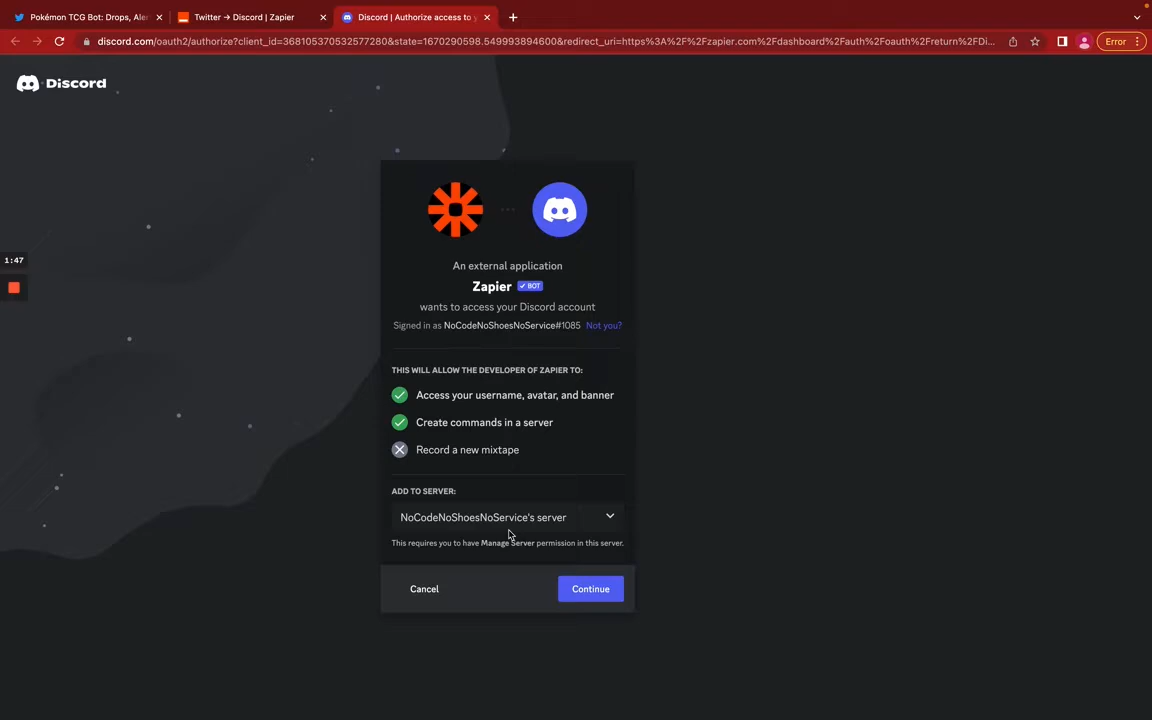 Pokémon TCG Bot: Drops, Aler
Twitter → Discord | Zapier
Discord | Authorize access to y
discord.com/oauth2/authorize?client_id=368105370532577280&state=1670290598.549993894600&redirect_uri=https%3A%2F%2Fzapier.com%2Fdashboard%2Fauth%2Foauth%2Freturn%2FDi...
Error
Discord
1:47
An external application
Zapier ✓ BOT
wants to access your Discord account
Signed in as NoCodeNoShoesNoService#1085 Not you?
THIS WILL ALLOW THE DEVELOPER OF ZAPIER TO:
Access your username, avatar, and banner
Create commands in a server
Record a new mixtape
ADD TO SERVER:
NoCodeNoShoesNoService's server
This requires you to have Manage Server permission in this server.
Cancel
Continue